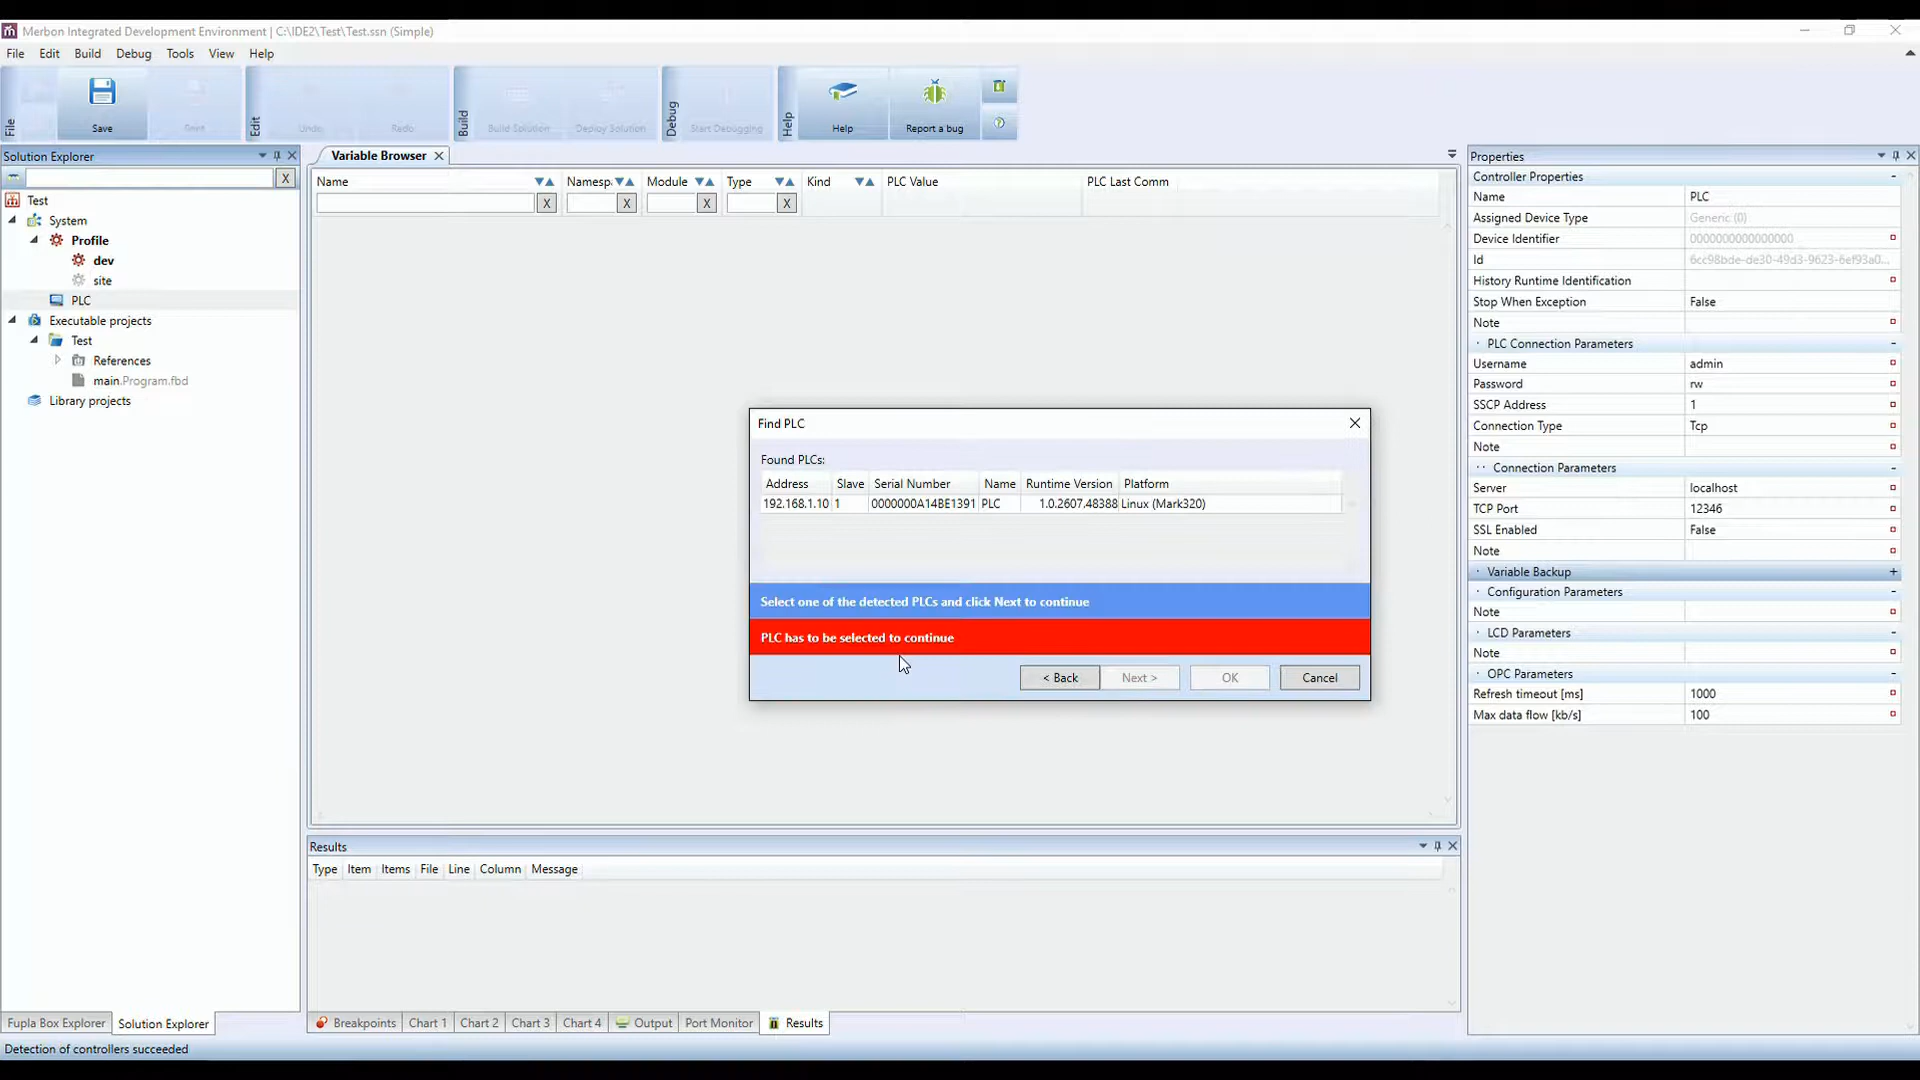 Merbon Integrated Development Environment | C:\IDE2\Test\Test.ssn (Simple)
File Edit Build Debug Tools View Help
File
Save
Print
Edit
Undo
Redo
Build
Build Solution
Deploy Solution
Debug
Start Debugging
Help
Help
Report a bug
Solution Explorer
X
Test
System
Profile
dev
site
PLC
Executable projects
Test
References
main.Program.fbd
Library projects
Fupla Box Explorer
Solution Explorer
Variable Browser
Name Namesp Module Type Kind PLC Value PLC Last Comm
X X X X
Find PLC
Found PLCs:
Address Slave Serial Number Name Runtime Version Platform
192.168.1.10 1 0000000A14BE1391 PLC 1.0.2607.48388 Linux (Mark320)
Select one of the detected PLCs and click Next to continue
PLC has to be selected to continue
< Back
Next >
OK
Cancel
Results
Type Item Items File Line Column Message
Breakpoints Chart 1 Chart 2 Chart 3 Chart 4 Output Port Monitor Results
Properties
Controller Properties
Name PLC
Assigned Device Type Generic (0)
Device Identifier 0000000000000000
Id 6cc98bde-de30-49d3-9623-6ef93a0...
History Runtime Identification
Stop When Exception False
Note
PLC Connection Parameters
Username admin
Password rw
SSCP Address 1
Connection Type Tcp
Note
Connection Parameters
Server localhost
TCP Port 12346
SSL Enabled False
Note
Variable Backup
Configuration Parameters
Note
LCD Parameters
Note
OPC Parameters
Refresh timeout [ms] 1000
Max data flow [kb/s] 100
Detection of controllers succeeded